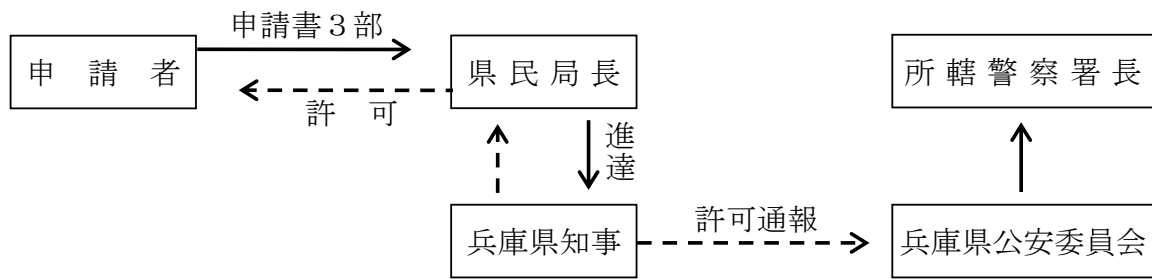 申請書３部
申 請 者
県 民 局 長
所 轄 警 察 署 長
許 可
進達
兵庫県知事
許可通報
兵庫県公安委員会